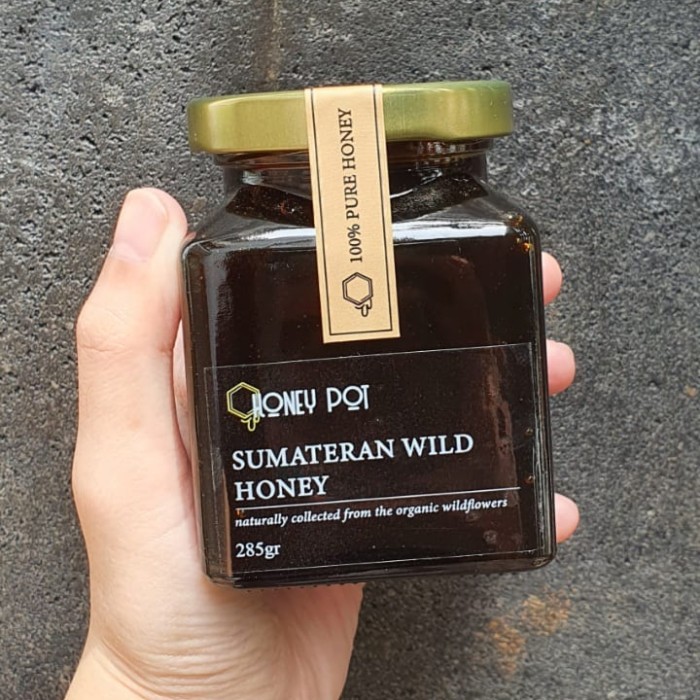 100% PURE HONEY
HONEY POT
SUMATERAN WILD
HONEY
naturally collected from the organic wildflowers
285gr